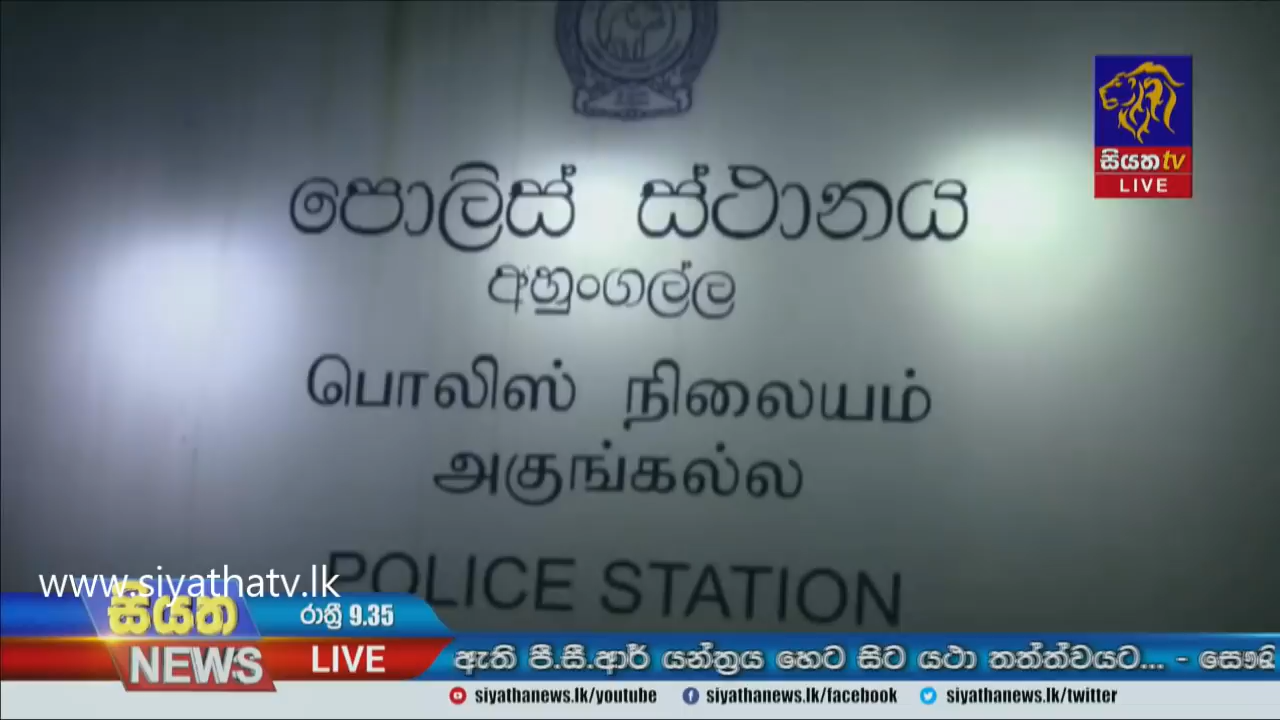 සියත tv
LIVE
පොලිස් ස්ථානය
අහුංගල්ල
பொலிஸ் நிலையம்
அகுங்கல்ல
POLICE STATION
www.siyathatv.lk
සියත
NEWS
රාත්‍රී 9.35
LIVE
ඇති පී.සී.ආර් යන්ත්‍රය හෙට සිට යථා තත්ත්වයට... -
siyathanews.lk/youtube siyathanews.lk/facebook siyathanews.lk/twitter